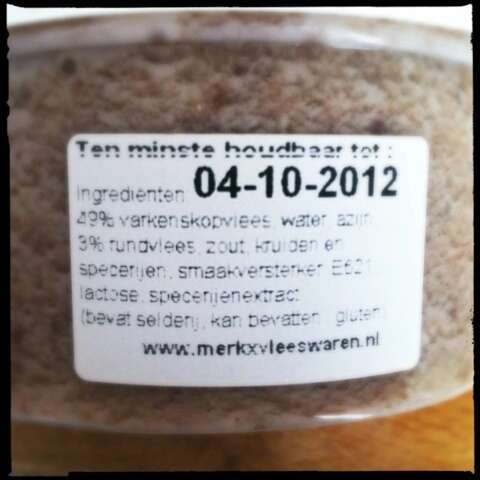 Ten minste houdbaar tot :
Ingrediënten 04-10-2012
49% varkenskopvlees, water, azijn
3% rundvlees, zout, kruiden en
specerijen, smaakversterker E621
lactose, specerijenextract
(bevat selderij, kan bevatten: gluten)
www.merkxvleeswaren.nl